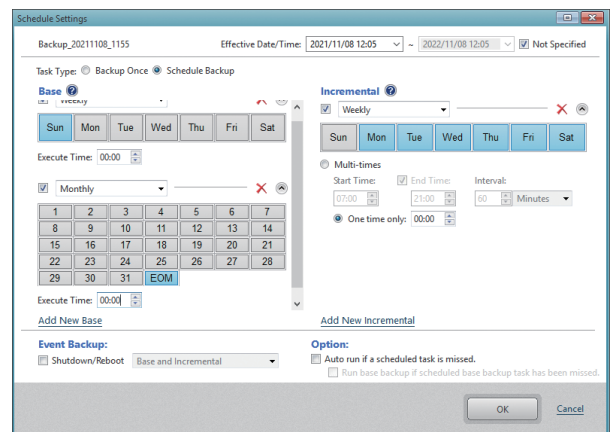 Schedule Settings
Backup_20211108_1155 Effective Date/Time: 2021/11/08 12:05 ~ 2022/11/08 12:05 Not Specified
Task Type: Backup Once Schedule Backup
Base
Weekly
Sun Mon Tue Wed Thu Fri Sat
Execute Time: 00:00
Monthly
1 2 3 4 5 6 7
8 9 10 11 12 13 14
15 16 17 18 19 20 21
22 23 24 25 26 27 28
29 30 31 EOM
Execute Time: 00:00
Add New Base
Incremental
Weekly
Sun Mon Tue Wed Thu Fri Sat
Multi-times
Start Time: End Time: Interval:
07:00 21:00 60 Minutes
One time only: 00:00
Add New Incremental
Event Backup:
Shutdown/Reboot Base and Incremental
Option:
Auto run if a scheduled task is missed.
Run base backup if scheduled base backup task has been missed.
OK Cancel